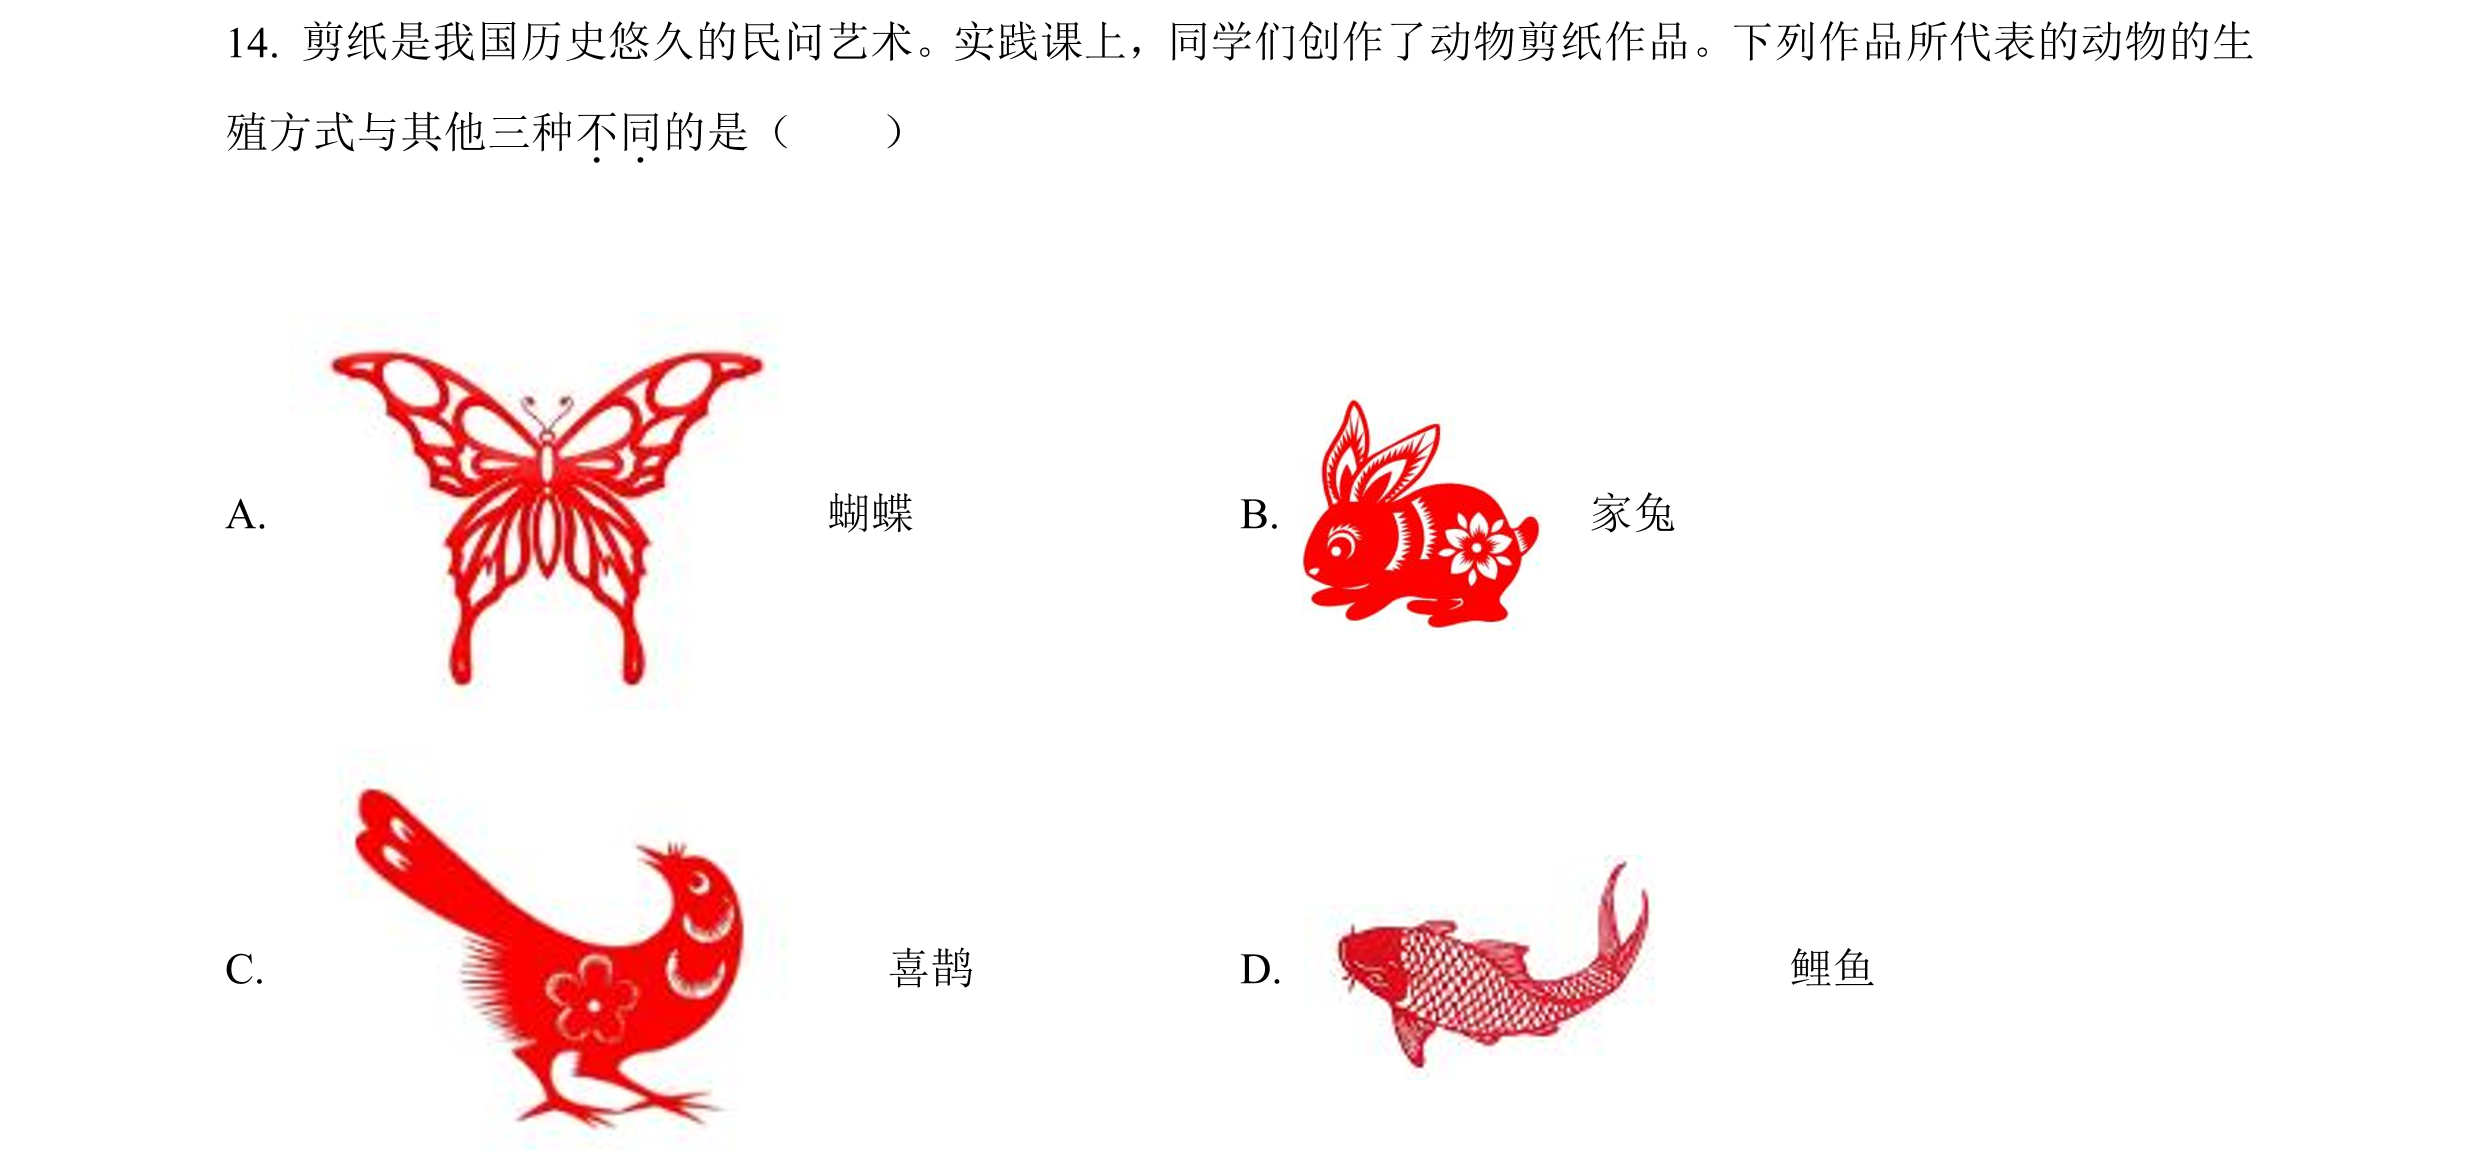 14. 剪纸是我国历史悠久的民间艺术。实践课上，同学们创作了动物剪纸作品。下列作品所代表的动物的生
殖方式与其他三种不同的是（　　）
A. 蝴蝶 B. 家兔
C. 喜鹊 D. 鲤鱼